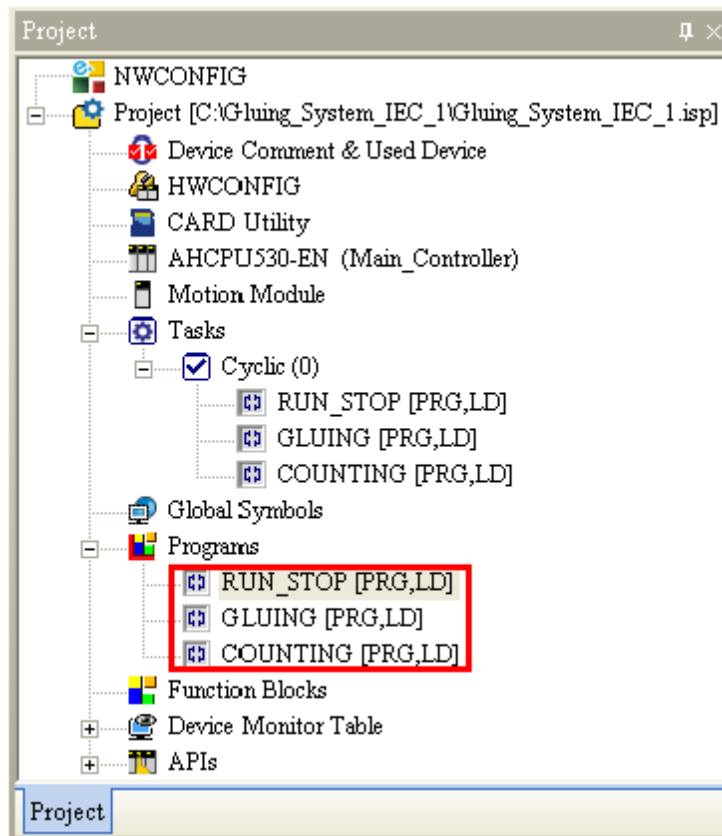 Project
NWCONFIG
Project [C:\Gluing_System_IEC_1\Gluing_System_IEC_1.isp]
Device Comment & Used Device
HWCONFIG
CARD Utility
AHCPU530-EN (Main_Controller)
Motion Module
Tasks
Cyclic (0)
RUN_STOP [PRG,LD]
GLUING [PRG,LD]
COUNTING [PRG,LD]
Global Symbols
Programs
RUN_STOP [PRG,LD]
GLUING [PRG,LD]
COUNTING [PRG,LD]
Function Blocks
Device Monitor Table
APIs
Project